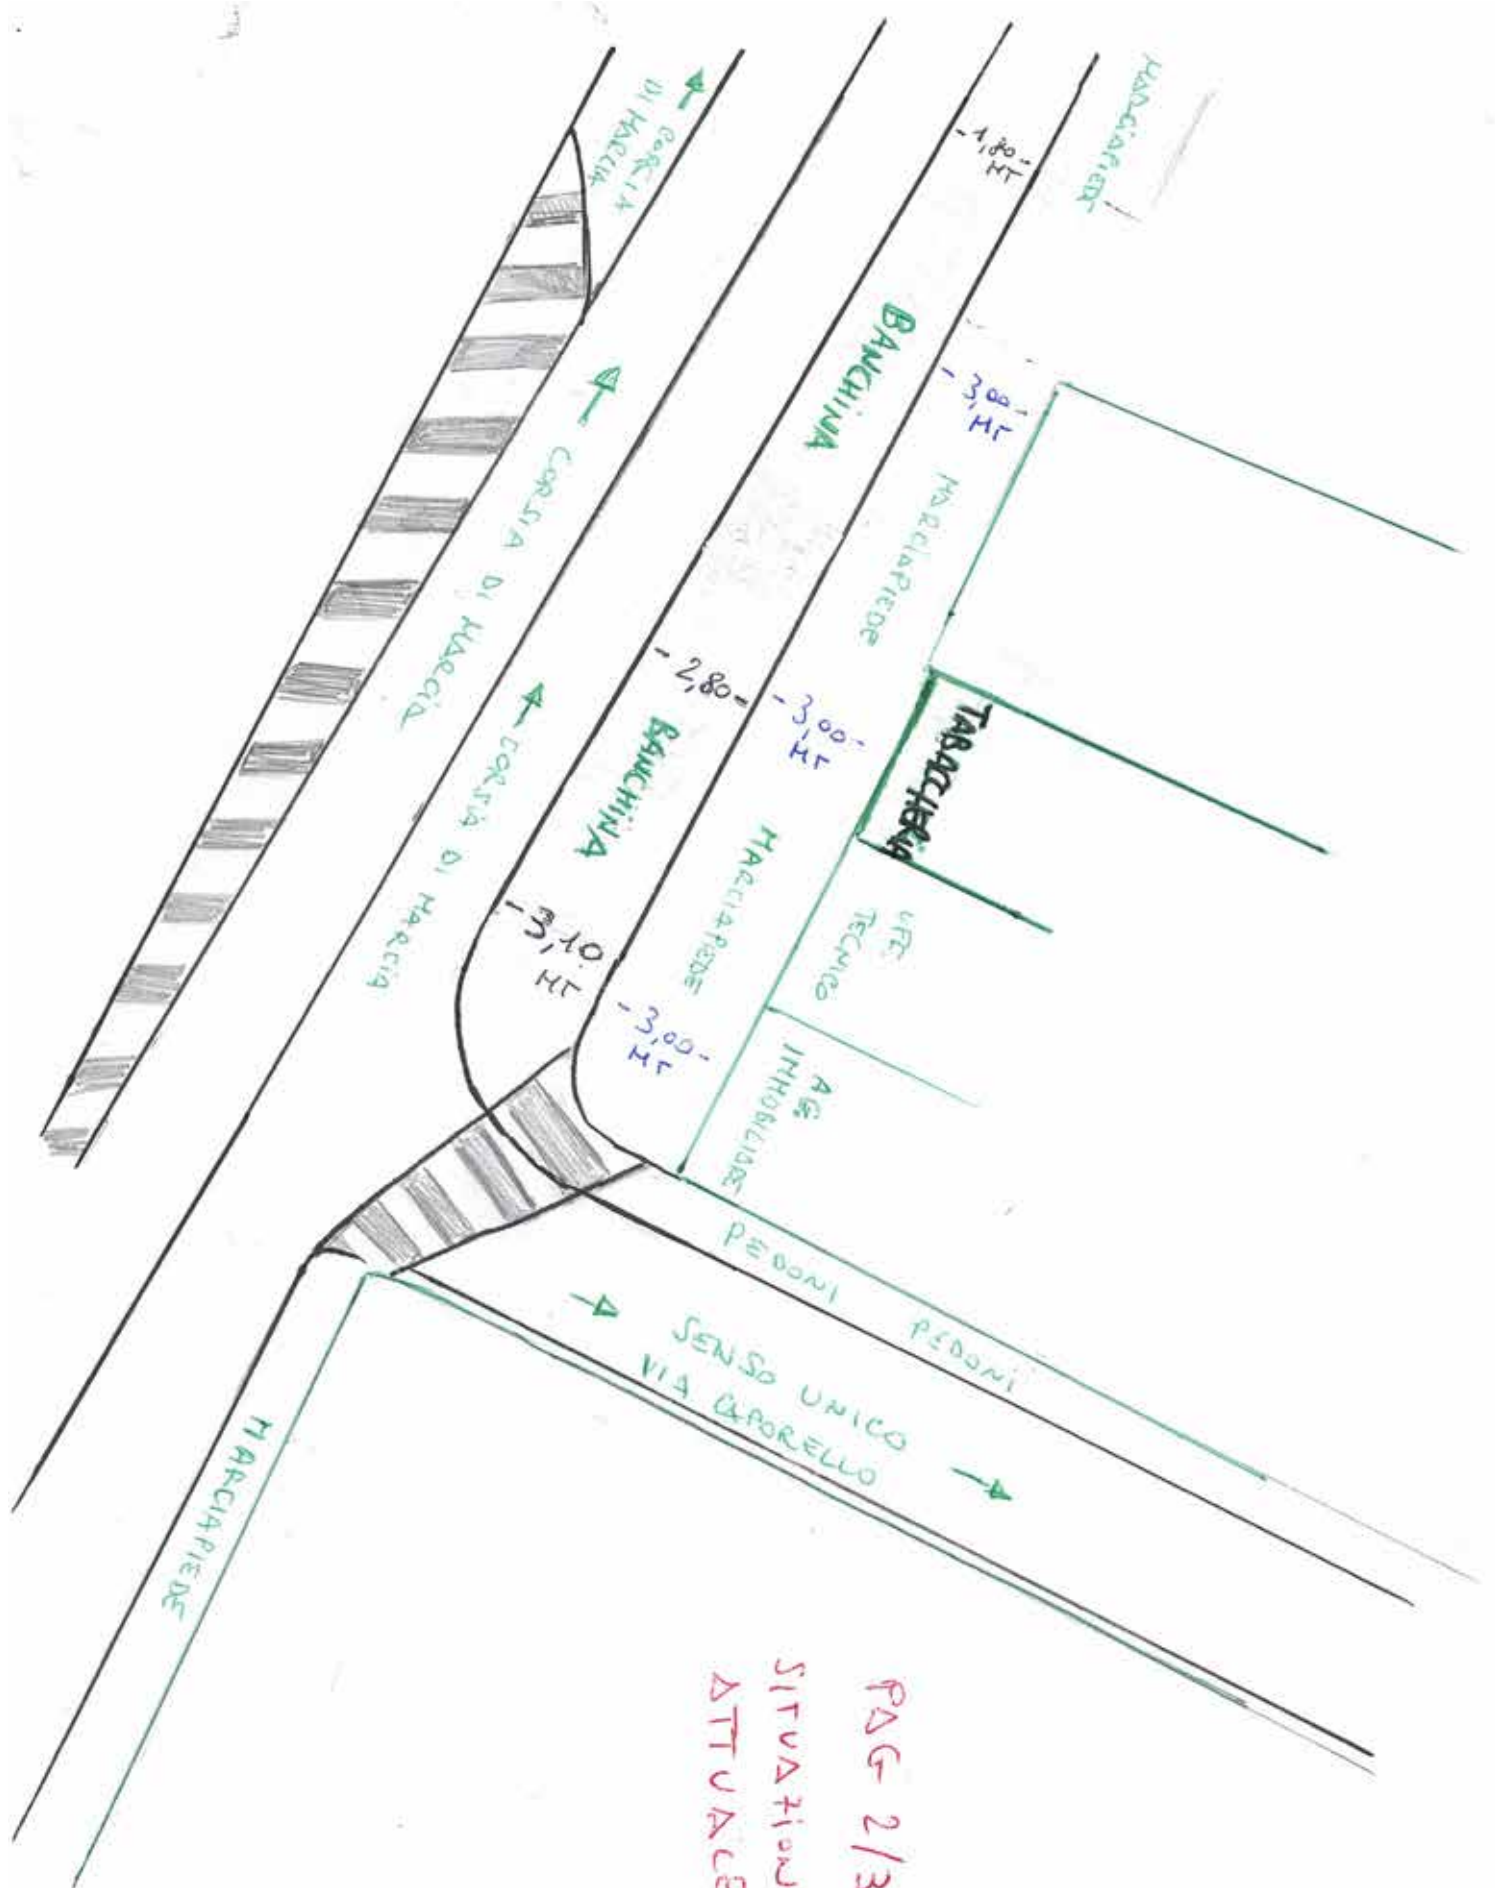 PAG 2/3
SITUAZION
ATTUALE
MARCIAPIEDE
-1,80-
MT
CORSIA
DI MARCIA
BANCHINA
-3,00-
MT
MARCIAPIEDE
CORSIA DI MARCIA
-2,80-
-3,00-
MT
TABACCHERIA
BANCHINA
CORSIA DI MARCIA
MARCIAPIEDE
UFF.
TECNICO
-3,10
MT
-3,00-
MT
AG.
IMMOBILIARE
PEDONI PEDONI
SENSO UNICO
VIA CAPORELLO
MARCIAPIEDE